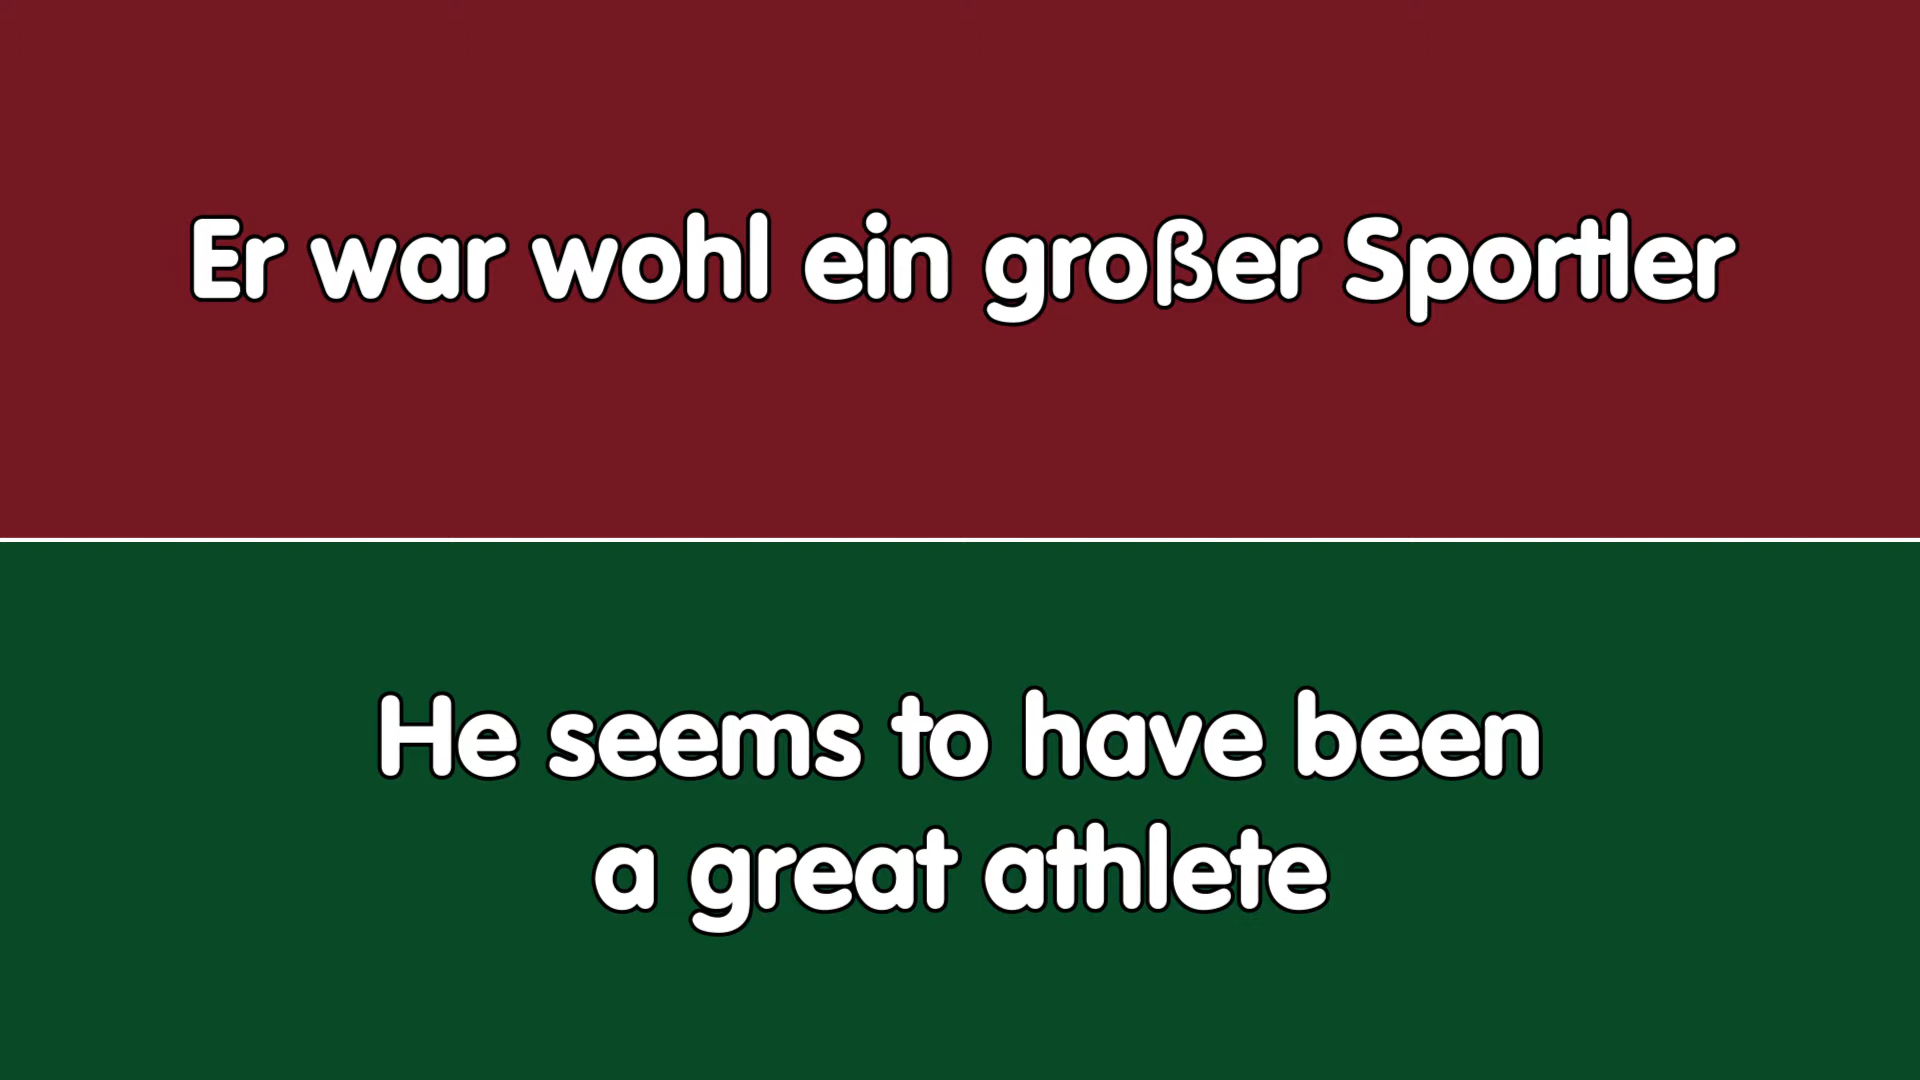 Er war wohl ein großer Sportler
He seems to have been
a great athlete